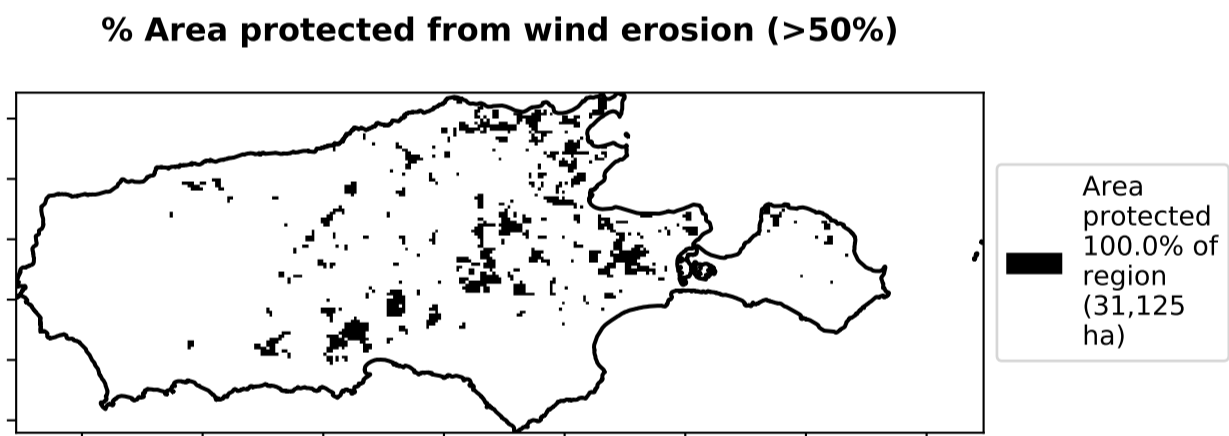 % Area protected from wind erosion (>50%)
Area
protected
100.0% of
region
(31,125
ha)